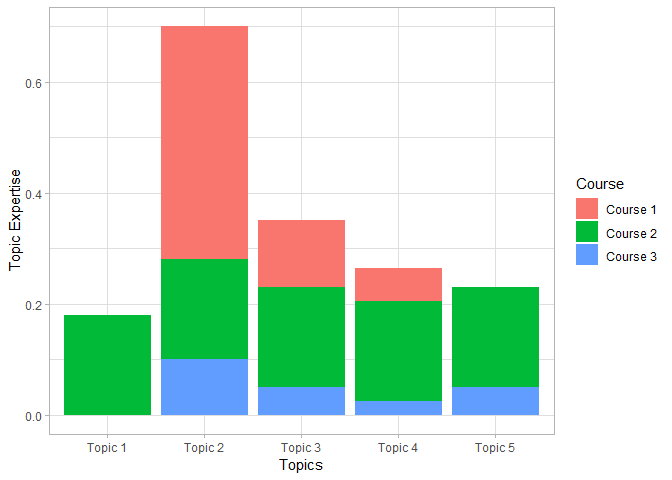 Topic Expertise
0.6
0.4
0.2
0.0
Topic 1 Topic 2 Topic 3 Topic 4 Topic 5
Topics
Course
Course 1
Course 2
Course 3